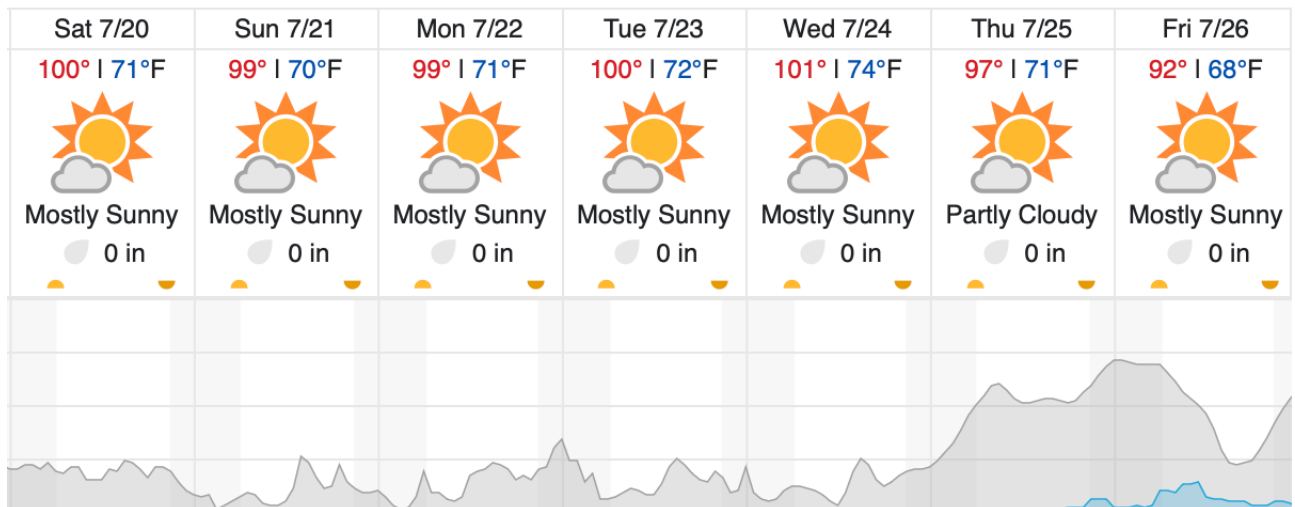 Sat 7/20 Sun 7/21 Mon 7/22 Tue 7/23 Wed 7/24 Thu 7/25 Fri 7/26
100° | 71°F 99° | 70°F 99° | 71°F 100° | 72°F 101° | 74°F 97° | 71°F 92° | 68°F
Mostly Sunny Mostly Sunny Mostly Sunny Mostly Sunny Mostly Sunny Partly Cloudy Mostly Sunny
0 in 0 in 0 in 0 in 0 in 0 in 0 in